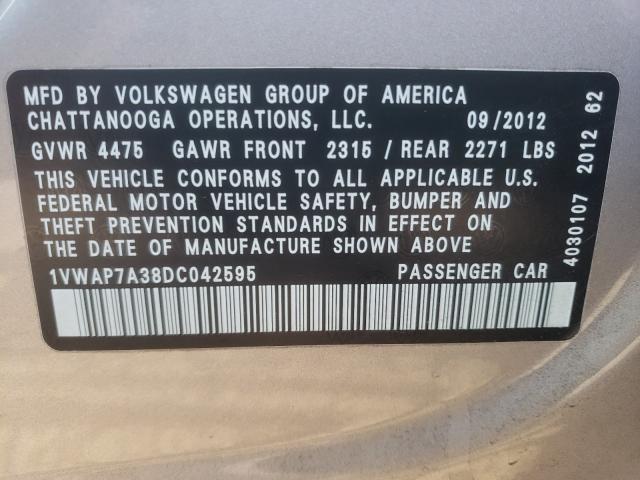 MFD BY VOLKSWAGEN GROUP OF AMERICA
CHATTANOOGA OPERATIONS, LLC. 09/2012
GVWR 4475 GAWR FRONT 2315 / REAR 2271 LBS
THIS VEHICLE CONFORMS TO ALL APPLICABLE U.S.
FEDERAL MOTOR VEHICLE SAFETY, BUMPER AND
THEFT PREVENTION STANDARDS IN EFFECT ON
THE DATE OF MANUFACTURE SHOWN ABOVE
1VWAP7A38DC042595 PASSENGER CAR
4030107 2012 62